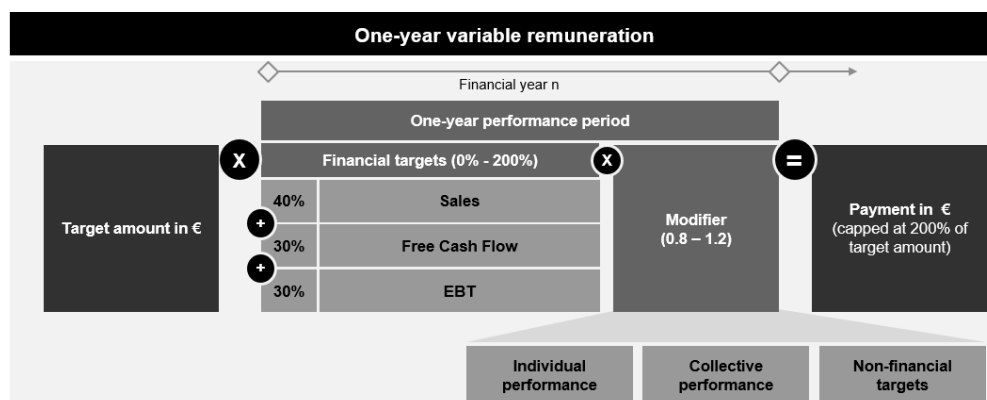 One-year variable remuneration
Financial year n
One-year performance period
X
Financial targets (0% - 200%)
X
=
40%
Sales
Target amount in €
+
Modifier
(0.8 – 1.2)
Payment in €
(capped at 200% of
target amount)
30%
Free Cash Flow
+
30%
EBT
Individual
performance
Collective
performance
Non-financial
targets